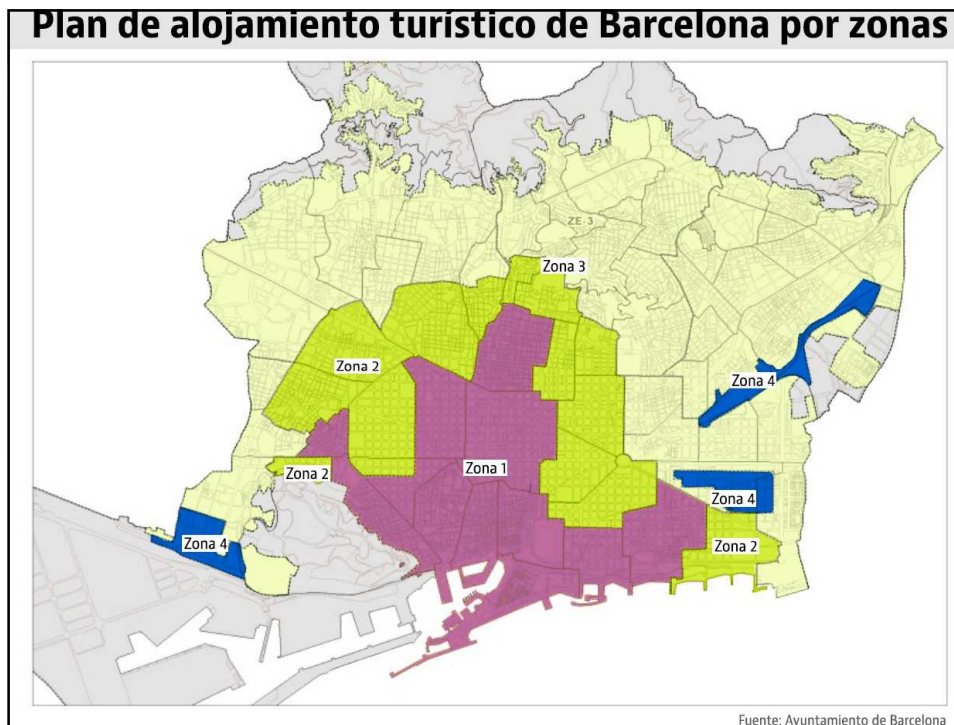 Plan de alojamiento turístico de Barcelona por zonas
ZE-3
Zona 3
Zona 2
Zona 4
Zona 1
Zona 2
Zona 4
Zona 4
Zona 2
Fuente: Ayuntamiento de Barcelona